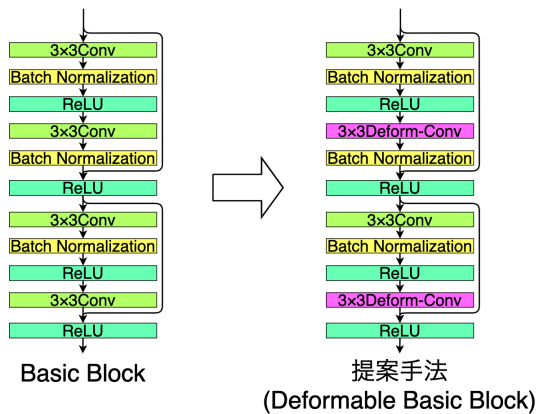 3×3Conv
Batch Normalization
ReLU
3×3Conv
Batch Normalization
ReLU
3×3Conv
Batch Normalization
ReLU
3×3Conv
ReLU
Basic Block
3×3Conv
Batch Normalization
ReLU
3×3Deform-Conv
Batch Normalization
ReLU
3×3Conv
Batch Normalization
ReLU
3×3Deform-Conv
ReLU
提案手法
(Deformable Basic Block)